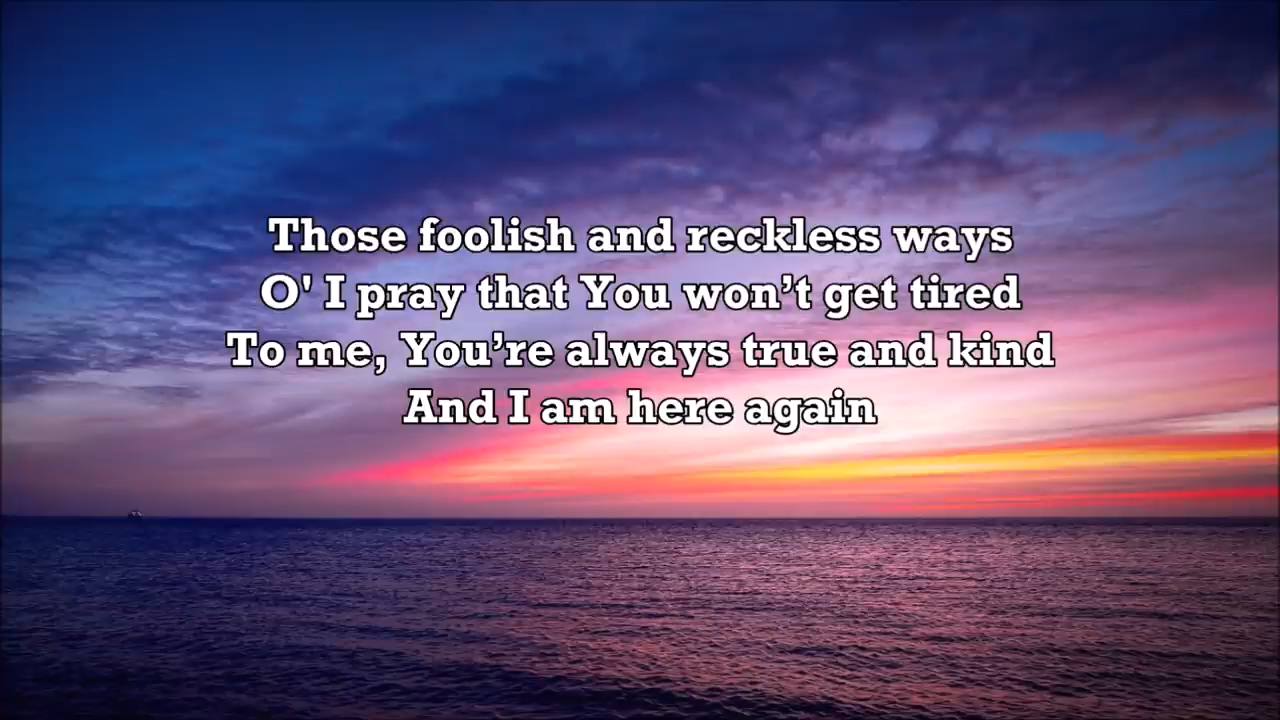 Those foolish and reckless ways
O' I pray that You won’t get tired
To me, You’re always true and kind
And I am here again